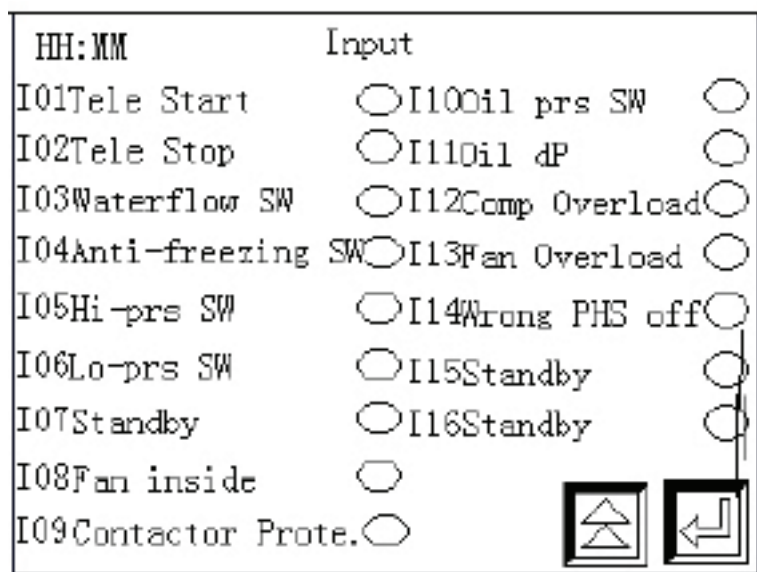 HH:MM Input
I01Tele Start I10Oil prs SW
I02Tele Stop I11Oil dP
I03Waterflow SW I12Comp Overload
I04Anti-freezing SW I13Fan Overload
I05Hi-prs SW I14Wrong PHS off
I06Lo-prs SW I15Standby
I07Standby I16Standby
I08Fan inside
I09Contactor Prote.